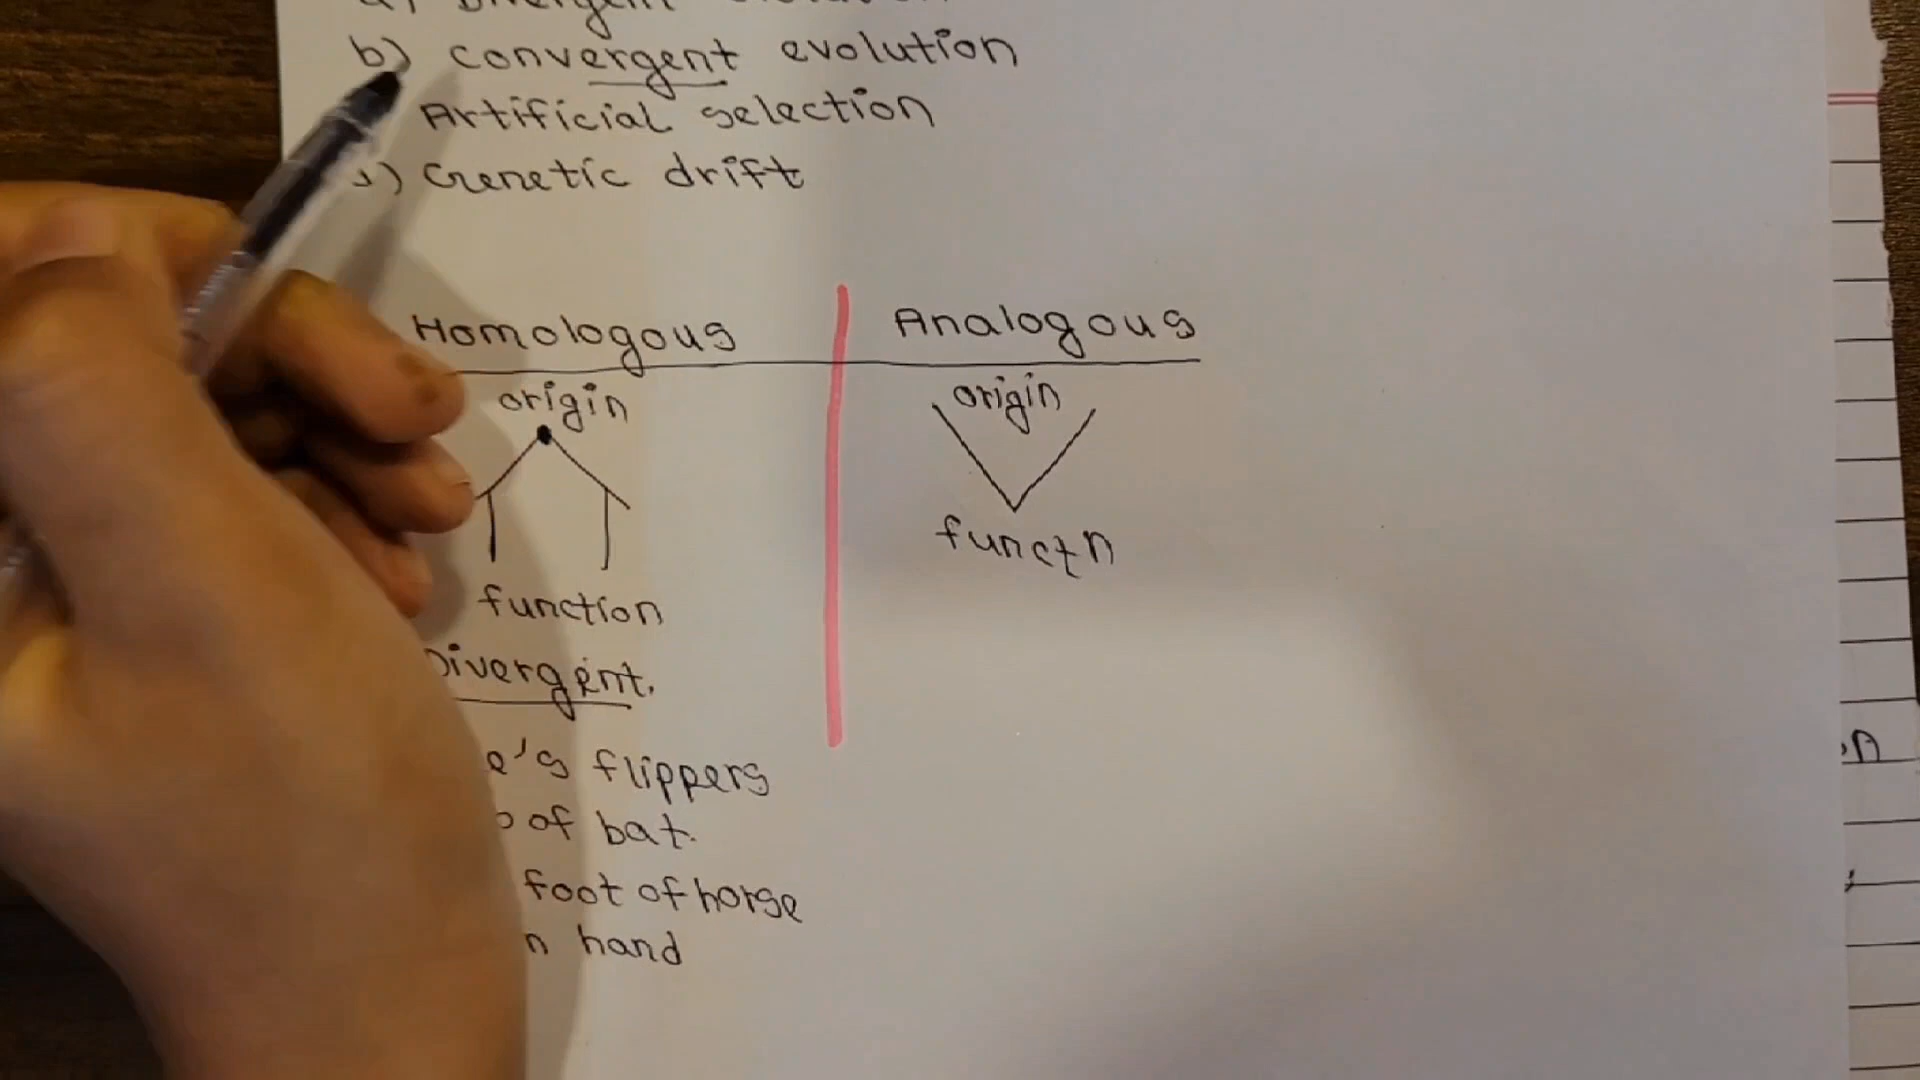 b) convergent evolution
Artificial selection
Genetic drift
Homologous
Analogous
origin
origin
functn
function
Divergent.
flippers
of bat.
foot of horse
hand